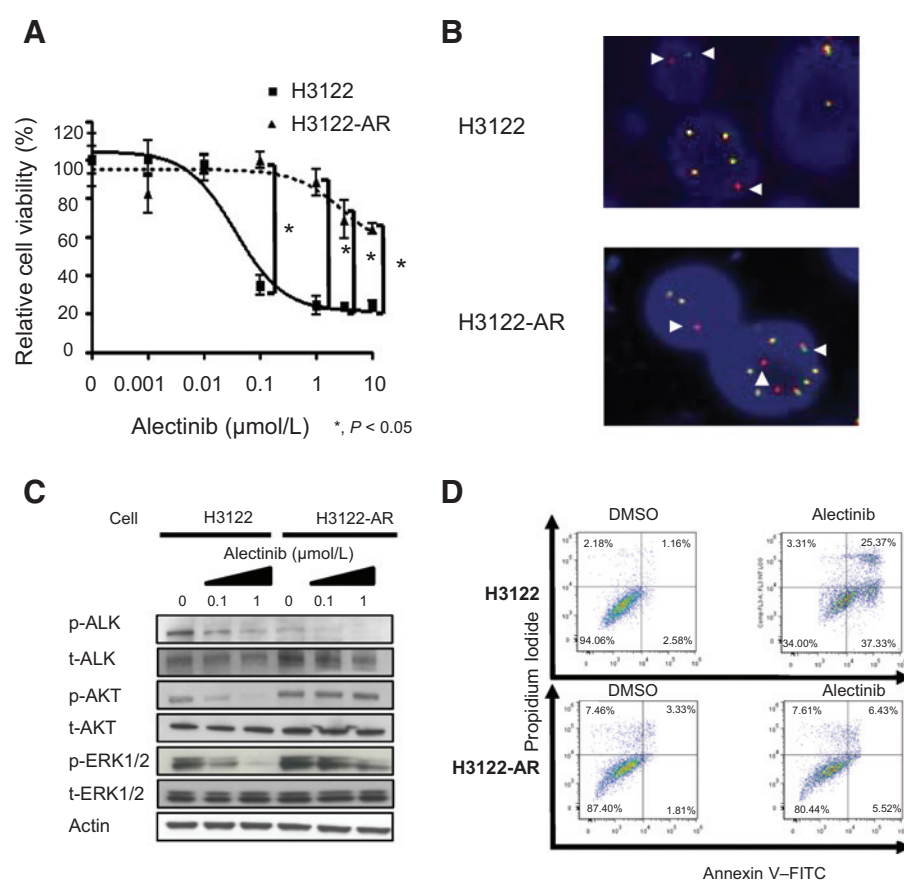 A
H3122
H3122-AR
Relative cell viability (%)
120
100
80
60
40
20
0
* * * *
0 0.001 0.01 0.1 1 10
Alectinib (µmol/L)
*, P < 0.05
B
H3122
H3122-AR
C
Cell H3122 H3122-AR
Alectinib (µmol/L)
0 0.1 1 0 0.1 1
p-ALK
t-ALK
p-AKT
t-AKT
p-ERK1/2
t-ERK1/2
Actin
D
DMSO Alectinib
H3122
2.18% 1.16%
94.06% 2.58%
3.31% 25.37%
34.00% 37.33%
Propidium Iodide
DMSO Alectinib
H3122-AR
7.46% 3.33%
87.40% 1.81%
7.61% 6.43%
80.44% 5.52%
Annexin V–FITC